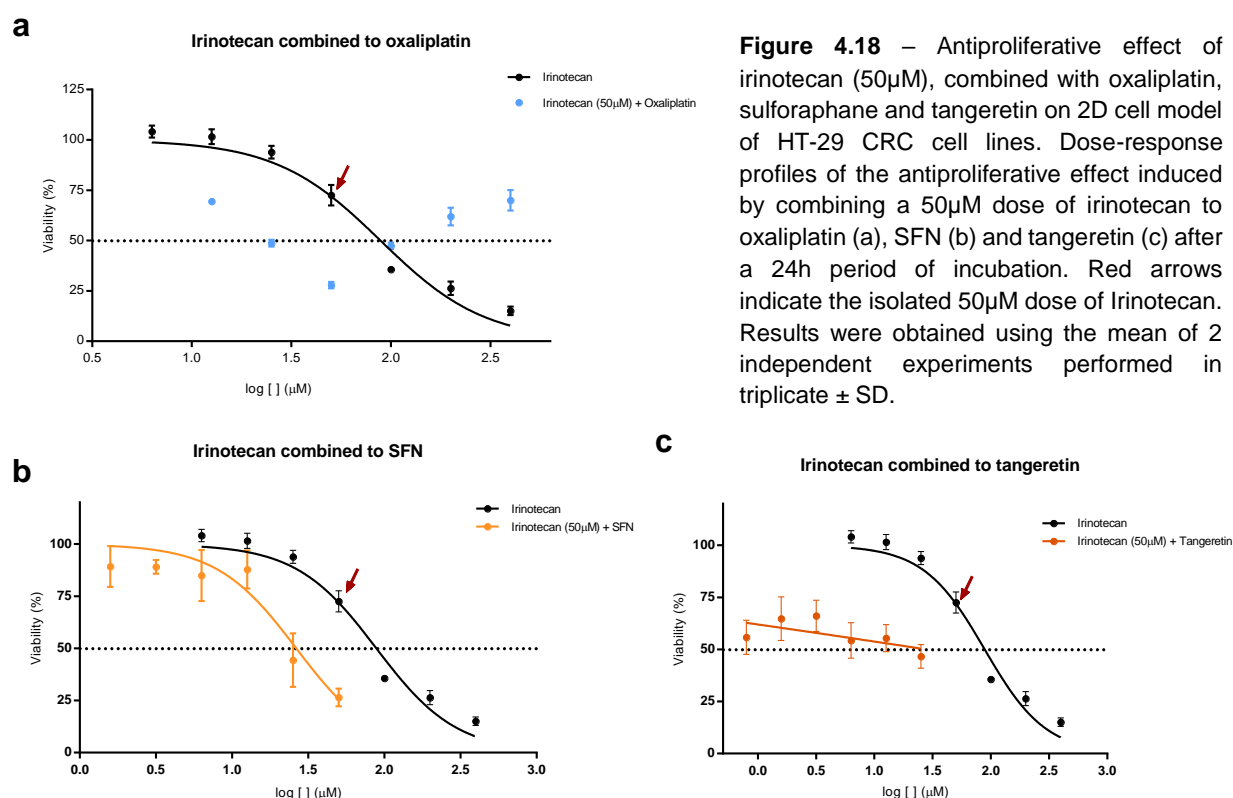 a
Irinotecan combined to oxaliplatin
Irinotecan
Irinotecan (50µM) + Oxaliplatin
125
100
75
50
25
0
Viability (%)
0.5 1.0 1.5 2.0 2.5
log [ ] (µM)
Figure 4.18 – Antiproliferative effect of
irinotecan (50µM), combined with oxaliplatin,
sulforaphane and tangeretin on 2D cell model
of HT-29 CRC cell lines. Dose-response
profiles of the antiproliferative effect induced
by combining a 50µM dose of irinotecan to
oxaliplatin (a), SFN (b) and tangeretin (c) after
a 24h period of incubation. Red arrows
indicate the isolated 50µM dose of Irinotecan.
Results were obtained using the mean of 2
independent experiments performed in
triplicate ± SD.
b
Irinotecan combined to SFN
Irinotecan
Irinotecan (50µM) + SFN
100
75
50
25
0
Viability (%)
0.0 0.5 1.0 1.5 2.0 2.5 3.0
log [ ] (µM)
c
Irinotecan combined to tangeretin
Irinotecan
Irinotecan (50µM) + Tangeretin
100
75
50
25
0
Viability (%)
0.0 0.5 1.0 1.5 2.0 2.5 3.0
log [ ] (µM)